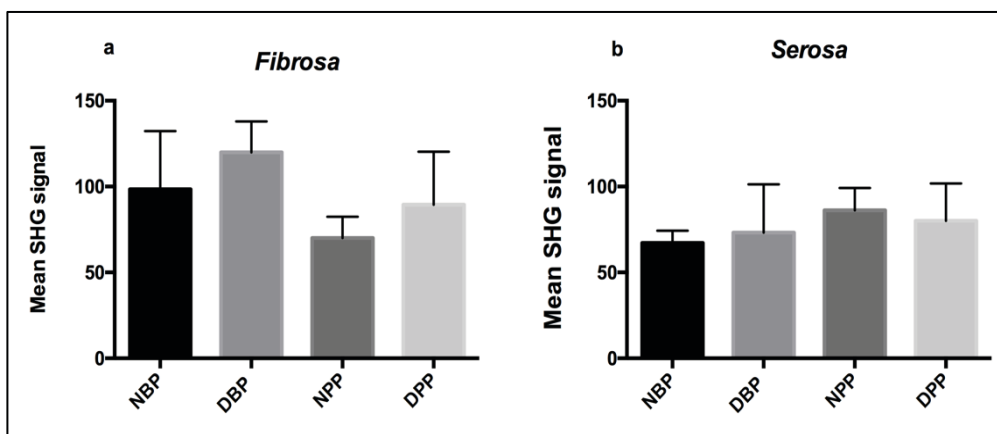 a
Fibrosa
Mean SHG signal
150
100
50
0
NBP
DBP
NPP
DPP
b
Serosa
Mean SHG signal
150
100
50
0
NBP
DBP
NPP
DPP